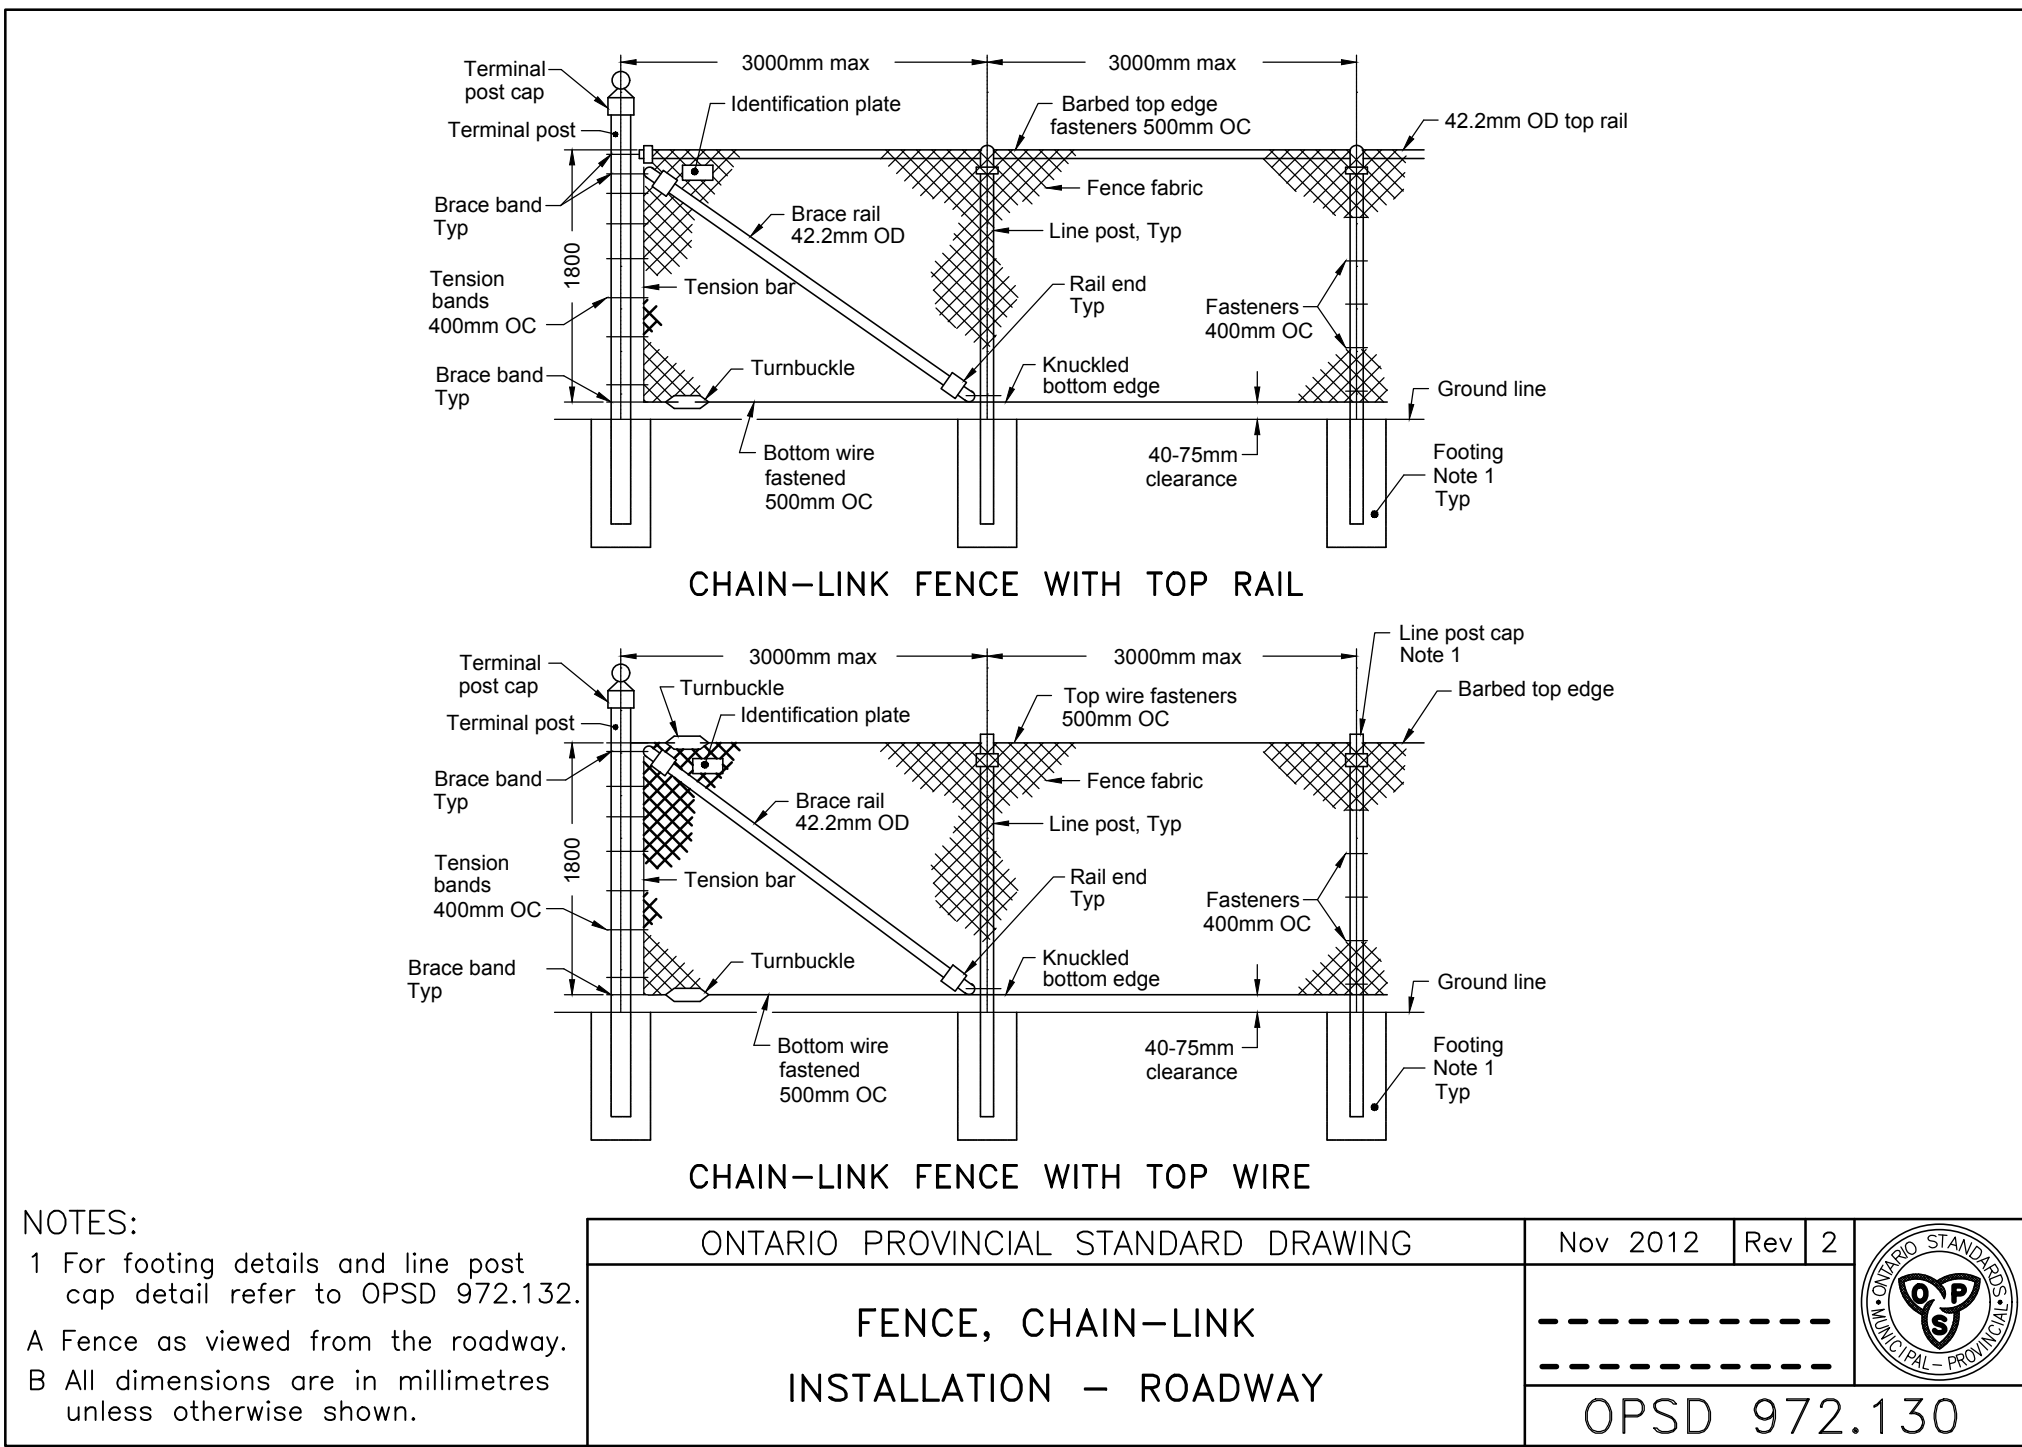 3000mm max
3000mm max
Terminal
post cap
Identification plate
Barbed top edge
fasteners 500mm OC
42.2mm OD top rail
Terminal post
Fence fabric
Brace band
Typ
Brace rail
42.2mm OD
Line post, Typ
1800
Tension
bands
400mm OC
Tension bar
Rail end
Typ
Fasteners
400mm OC
Brace band
Typ
Turnbuckle
Knuckled
bottom edge
Ground line
Bottom wire
fastened
500mm OC
40-75mm
clearance
Footing
Note 1
Typ
CHAIN-LINK FENCE WITH TOP RAIL
Line post cap
Note 1
3000mm max
3000mm max
Terminal
post cap
Turnbuckle
Identification plate
Top wire fasteners
500mm OC
Barbed top edge
Terminal post
Brace band
Typ
Fence fabric
Brace rail
42.2mm OD
Line post, Typ
1800
Tension
bands
400mm OC
Tension bar
Rail end
Typ
Fasteners
400mm OC
Brace band
Typ
Turnbuckle
Knuckled
bottom edge
Ground line
Bottom wire
fastened
500mm OC
40-75mm
clearance
Footing
Note 1
Typ
CHAIN-LINK FENCE WITH TOP WIRE
NOTES:
1 For footing details and line post
cap detail refer to OPSD 972.132.
A Fence as viewed from the roadway.
B All dimensions are in millimetres
unless otherwise shown.
ONTARIO PROVINCIAL STANDARD DRAWING
FENCE, CHAIN-LINK
INSTALLATION - ROADWAY
Nov 2012 Rev 2
ONTARIO STANDARDS
MUNICIPAL-PROVINCIAL
OPS
OPSD 972.130